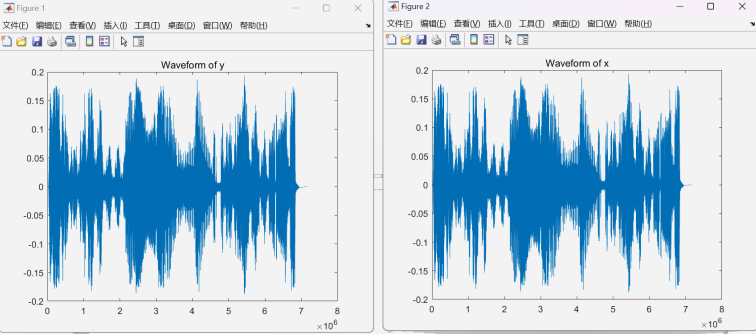 Figure 1
文件(F) 编辑(E) 查看(V) 插入(I) 工具(T) 桌面(D) 窗口(W) 帮助(H)
Waveform of y
0.2
0.15
0.1
0.05
0
-0.05
-0.1
-0.15
-0.2
0 1 2 3 4 5 6 7 8
×10^6
Figure 2
文件(F) 编辑(E) 查看(V) 插入(I) 工具(T) 桌面(D) 窗口(W) 帮助(H)
Waveform of x
0.2
0.15
0.1
0.05
0
-0.05
-0.1
-0.15
-0.2
0 1 2 3 4 5 6 7 8
×10^6